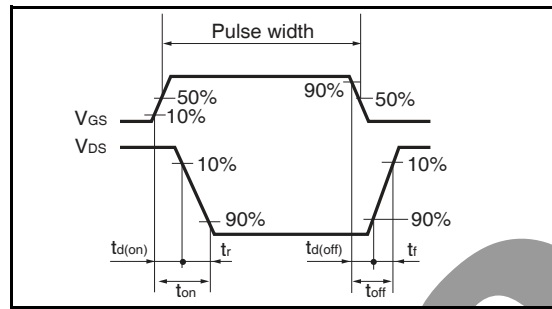 Pulse width
90%
50%
50%
10%
VGS
VDS
10%
10%
90%
90%
td(on)
tr
td(off)
tf
ton
toff